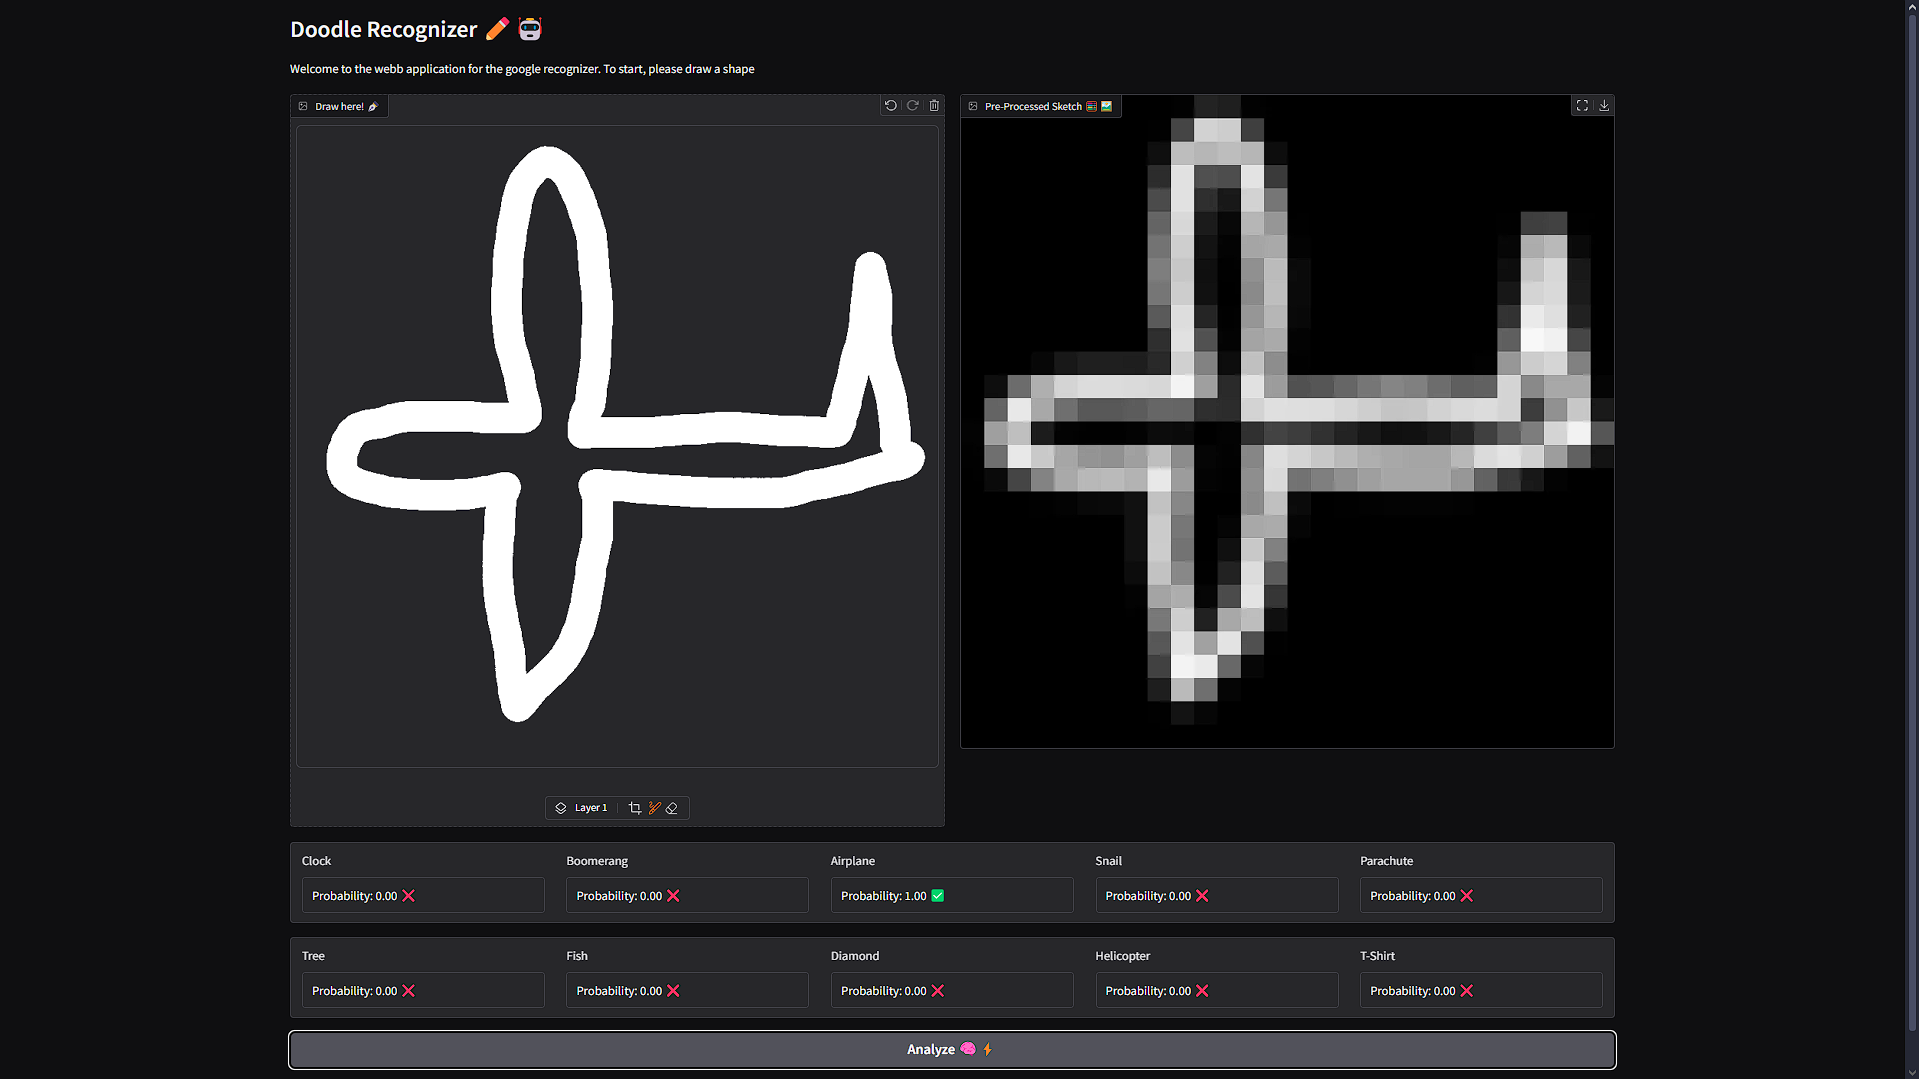 Doodle Recognizer ✏️ 🤖
Welcome to the webb application for the google recognizer. To start, please draw a shape
Draw here!
Pre-Processed Sketch
Layer 1
Clock Boomerang Airplane Snail Parachute
Probability: 0.00 ❌ Probability: 0.00 ❌ Probability: 1.00 ✅ Probability: 0.00 ❌ Probability: 0.00 ❌
Tree Fish Diamond Helicopter T-Shirt
Probability: 0.00 ❌ Probability: 0.00 ❌ Probability: 0.00 ❌ Probability: 0.00 ❌ Probability: 0.00 ❌
Analyze 🧠⚡